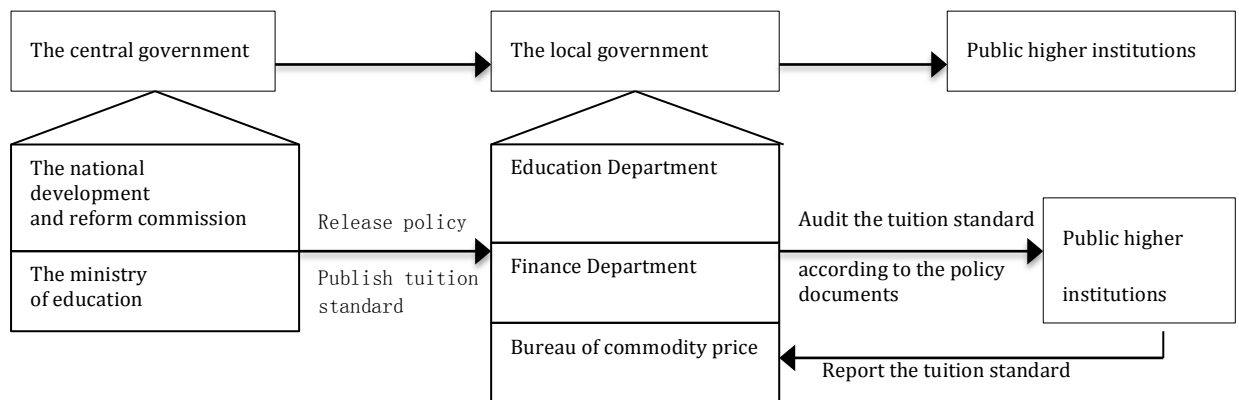 The central government
The local government
Public higher institutions
The national
development
and reform commission
The ministry
of education
Release policy
Publish tuition
standard
Education Department
Finance Department
Bureau of commodity price
Audit the tuition standard
according to the policy
documents
Public higher
institutions
Report the tuition standard